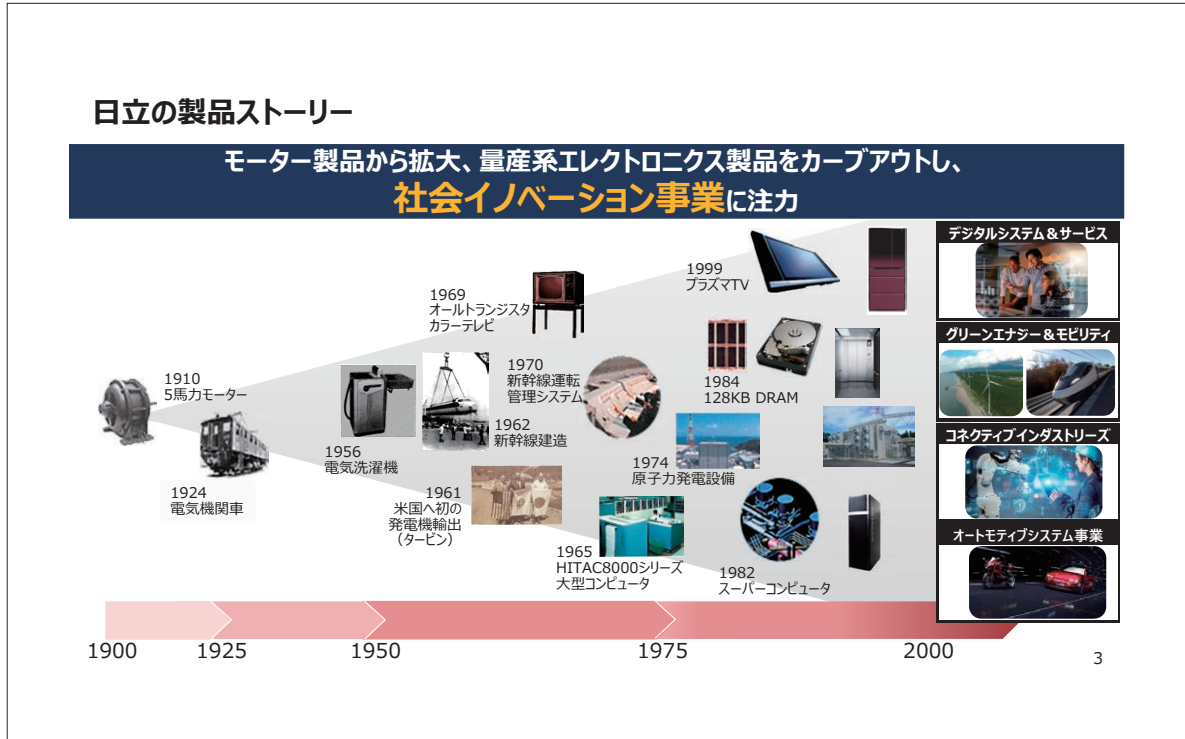 日立の製品ストーリー
モーター製品から拡大、量産系エレクトロニクス製品をカーブアウトし、
社会イノベーション事業に注力
1910
5馬力モーター
1924
電気機関車
1956
電気洗濯機
1969
オールトランジスタ
カラーテレビ
1970
新幹線運転
管理システム
1962
新幹線建造
1961
米国へ初の
発電機輸出
（タービン）
1965
HITAC8000シリーズ
大型コンピュータ
1999
プラズマTV
1984
128KB DRAM
1974
原子力発電設備
1982
スーパーコンピュータ
デジタルシステム＆サービス
グリーンエナジー＆モビリティ
コネクティブインダストリーズ
オートモティブシステム事業
1900
1925
1950
1975
2000
3